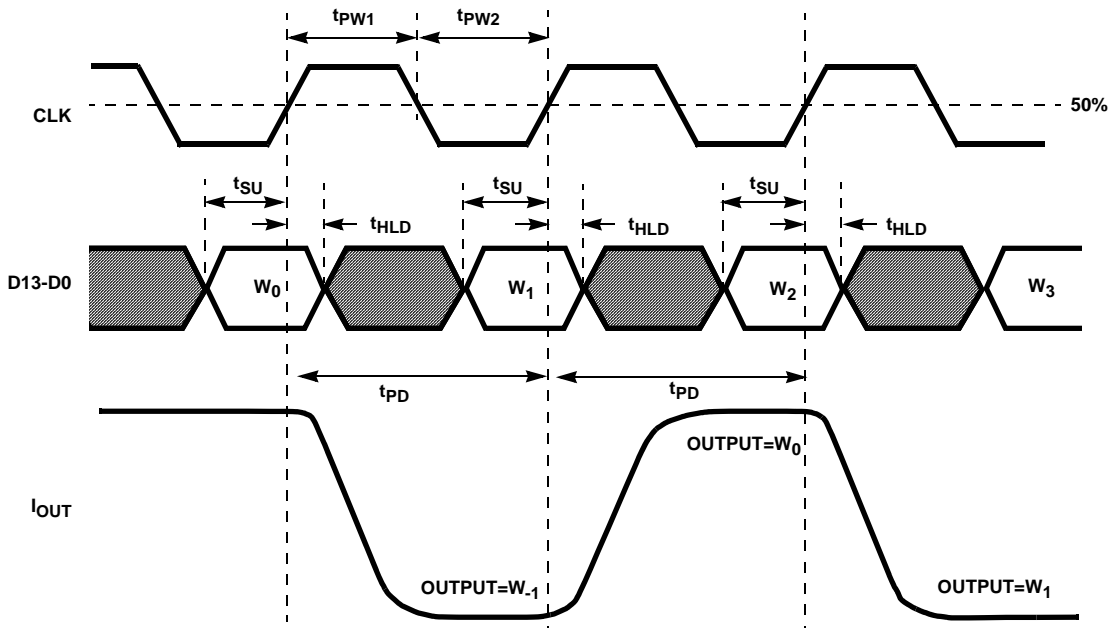 tPW1 tPW2
CLK
50%
tSU tSU tSU
tHLD tHLD tHLD
D13-D0
W0 W1 W2 W3
tPD tPD
OUTPUT=W0
IOUT
OUTPUT=W-1 OUTPUT=W1